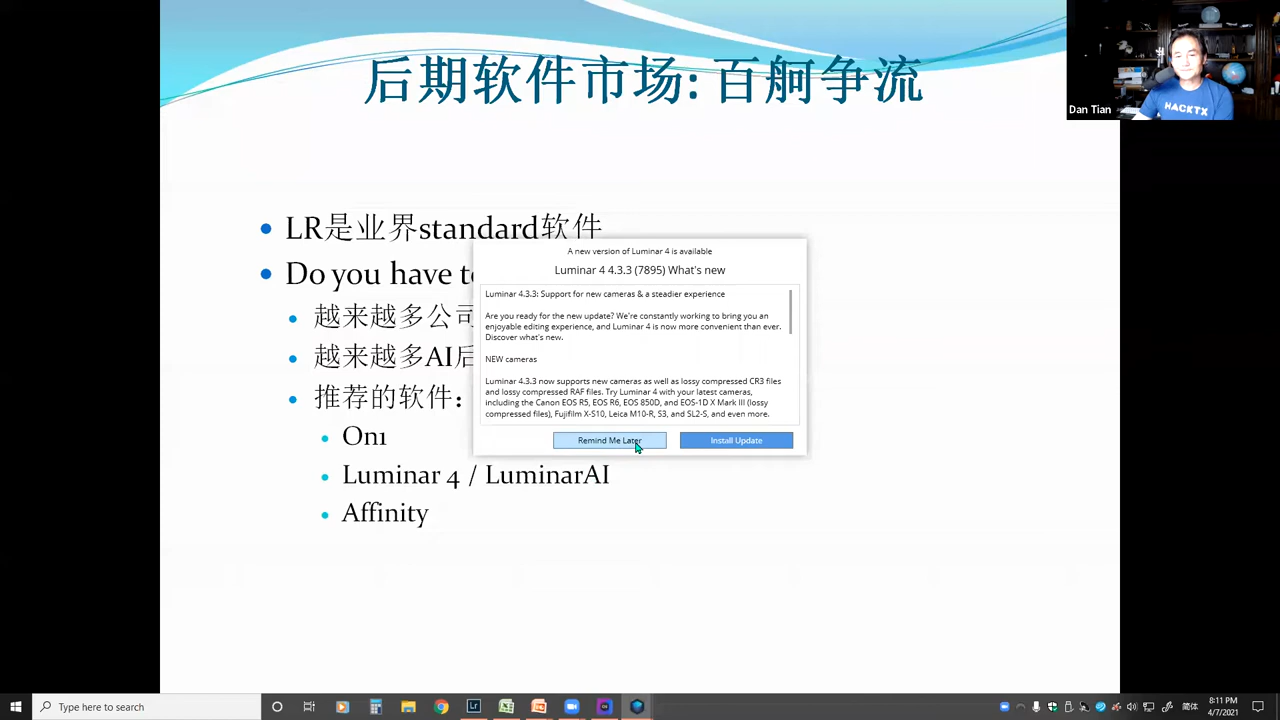 后期软件市场: 百舸争流
Dan Tian
HACKTX
LR是业界standard软件
Do you have t
越来越多公司
越来越多AI后
推荐的软件:
On1
Luminar 4 / LuminarAI
Affinity
A new version of Luminar 4 is available
Luminar 4 4.3.3 (7895) What's new
Luminar 4.3.3: Support for new cameras & a steadier experience
Are you ready for the new update? We're constantly working to bring you an
enjoyable editing experience, and Luminar 4 is now more convenient than ever.
Discover what's new.
NEW cameras
Luminar 4.3.3 now supports new cameras as well as lossy compressed CR3 files
and lossy compressed RAF files. Try Luminar 4 with your latest cameras,
including the Canon EOS R5, EOS R6, EOS 850D, and EOS-1D X Mark III (lossy
compressed files), Fujifilm X-S10, Leica M10-R, S3, and SL2-S, and even more.
Remind Me Later
Install Update
Type here to search
Lr
简体
8:11 PM
4/7/2021